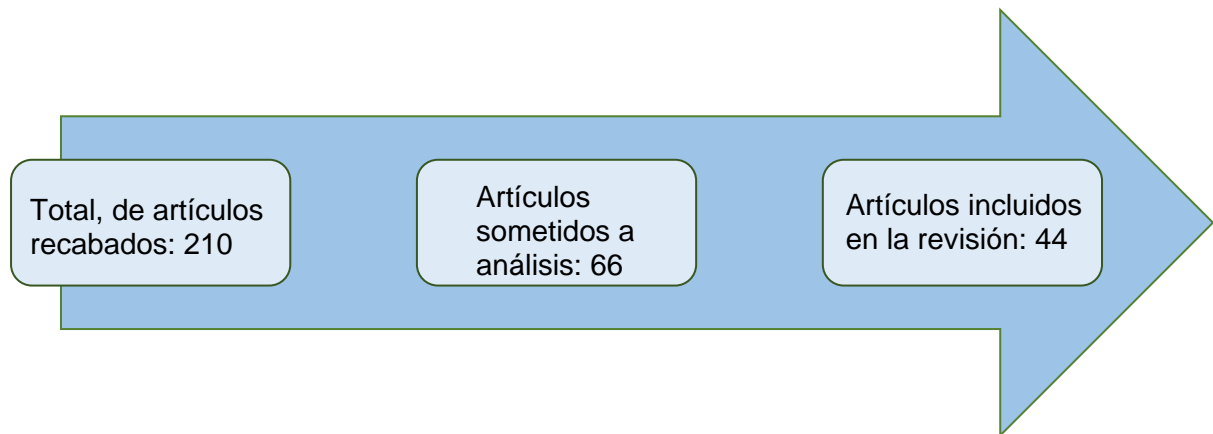 Total, de artículos
recabados: 210
Artículos
sometidos a
análisis: 66
Artículos incluidos
en la revisión: 44